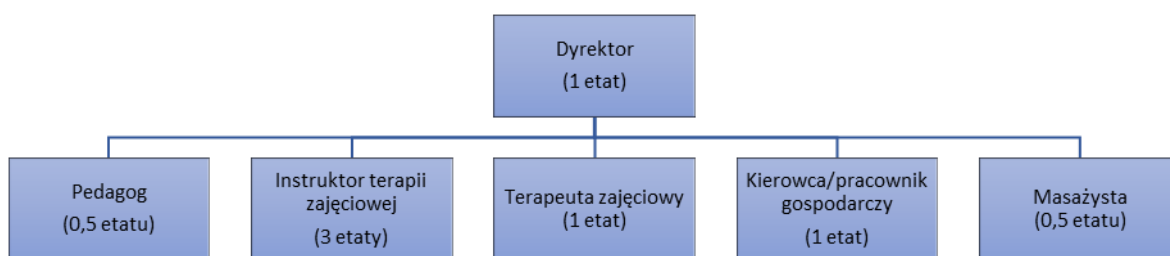 Dyrektor
(1 etat)
Pedagog
(0,5 etatu)
Instruktor terapii
zajęciowej
(3 etaty)
Terapeuta zajęciowy
(1 etat)
Kierowca/pracownik
gospodarczy
(1 etat)
Masażysta
(0,5 etatu)